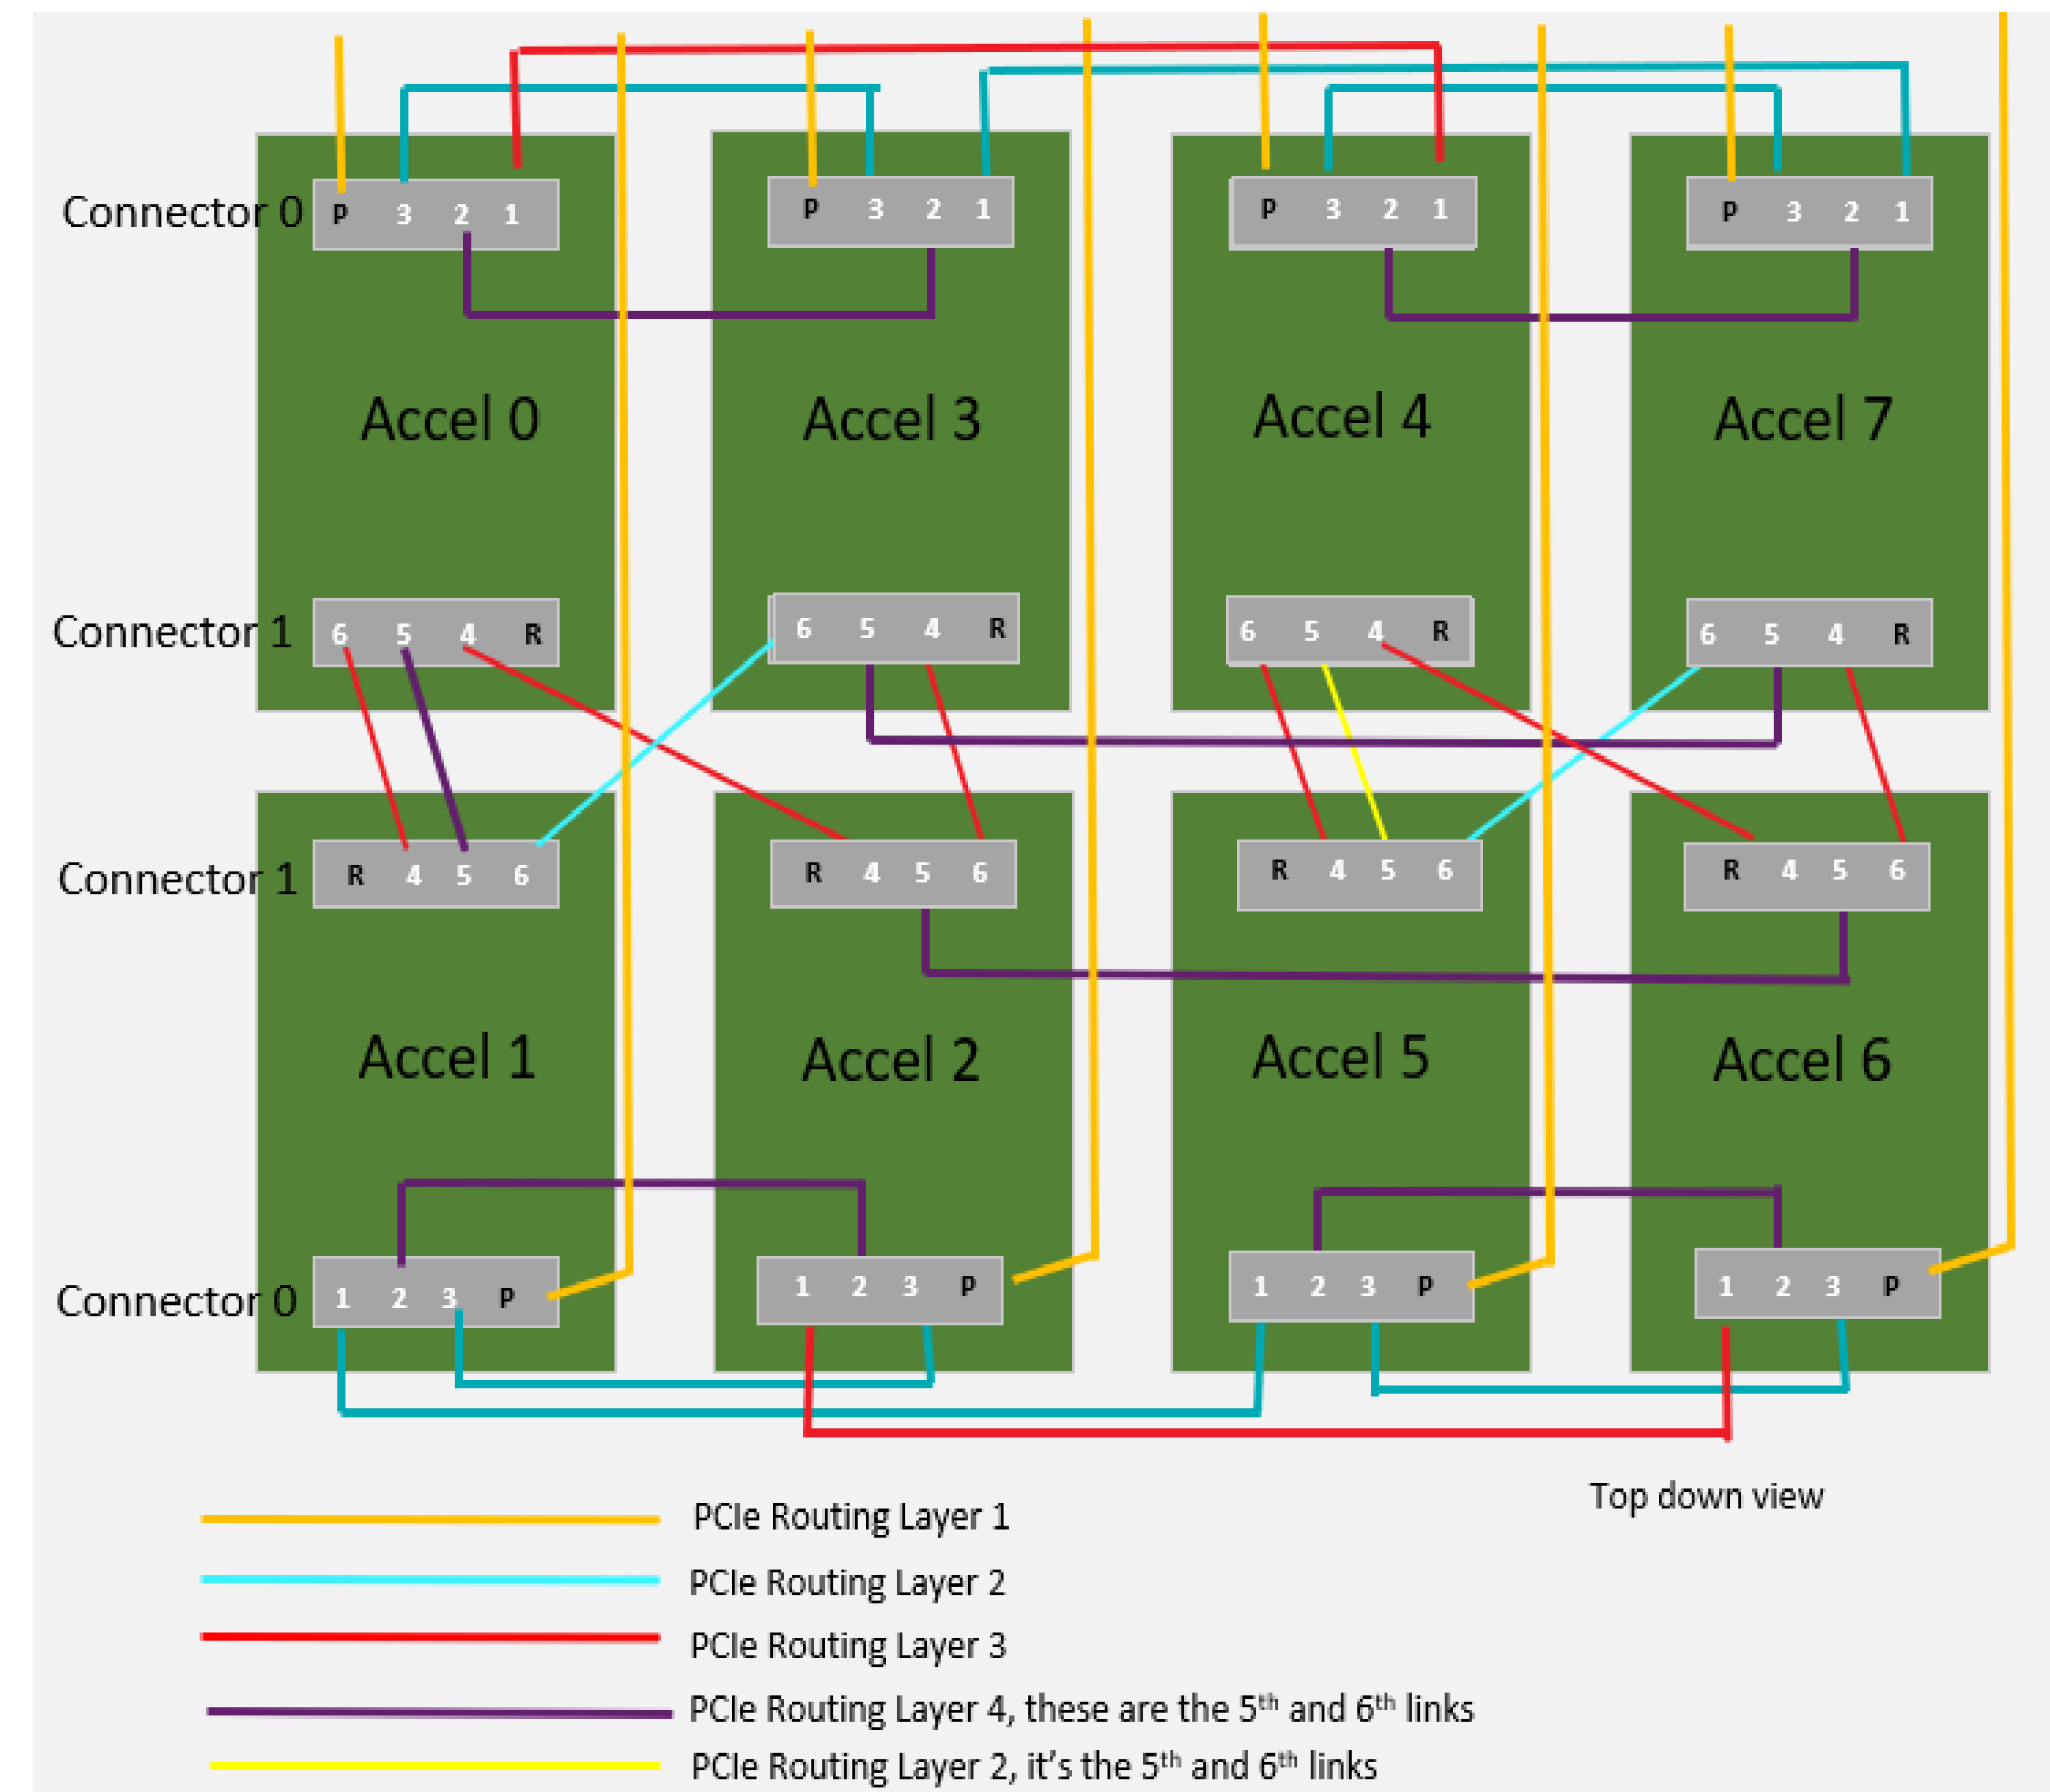 Connector 0
P 3 2 1
P 3 2 1
P 3 2 1
P 3 2 1
Accel 0
Accel 3
Accel 4
Accel 7
Connector 1
6 5 4 R
6 5 4 R
6 5 4 R
6 5 4 R
Connector 1
R 4 5 6
R 4 5 6
R 4 5 6
R 4 5 6
Accel 1
Accel 2
Accel 5
Accel 6
Connector 0
1 2 3 P
1 2 3 P
1 2 3 P
1 2 3 P
Top down view
PCIe Routing Layer 1
PCIe Routing Layer 2
PCIe Routing Layer 3
PCIe Routing Layer 4, these are the 5th and 6th links
PCIe Routing Layer 2, it's the 5th and 6th links